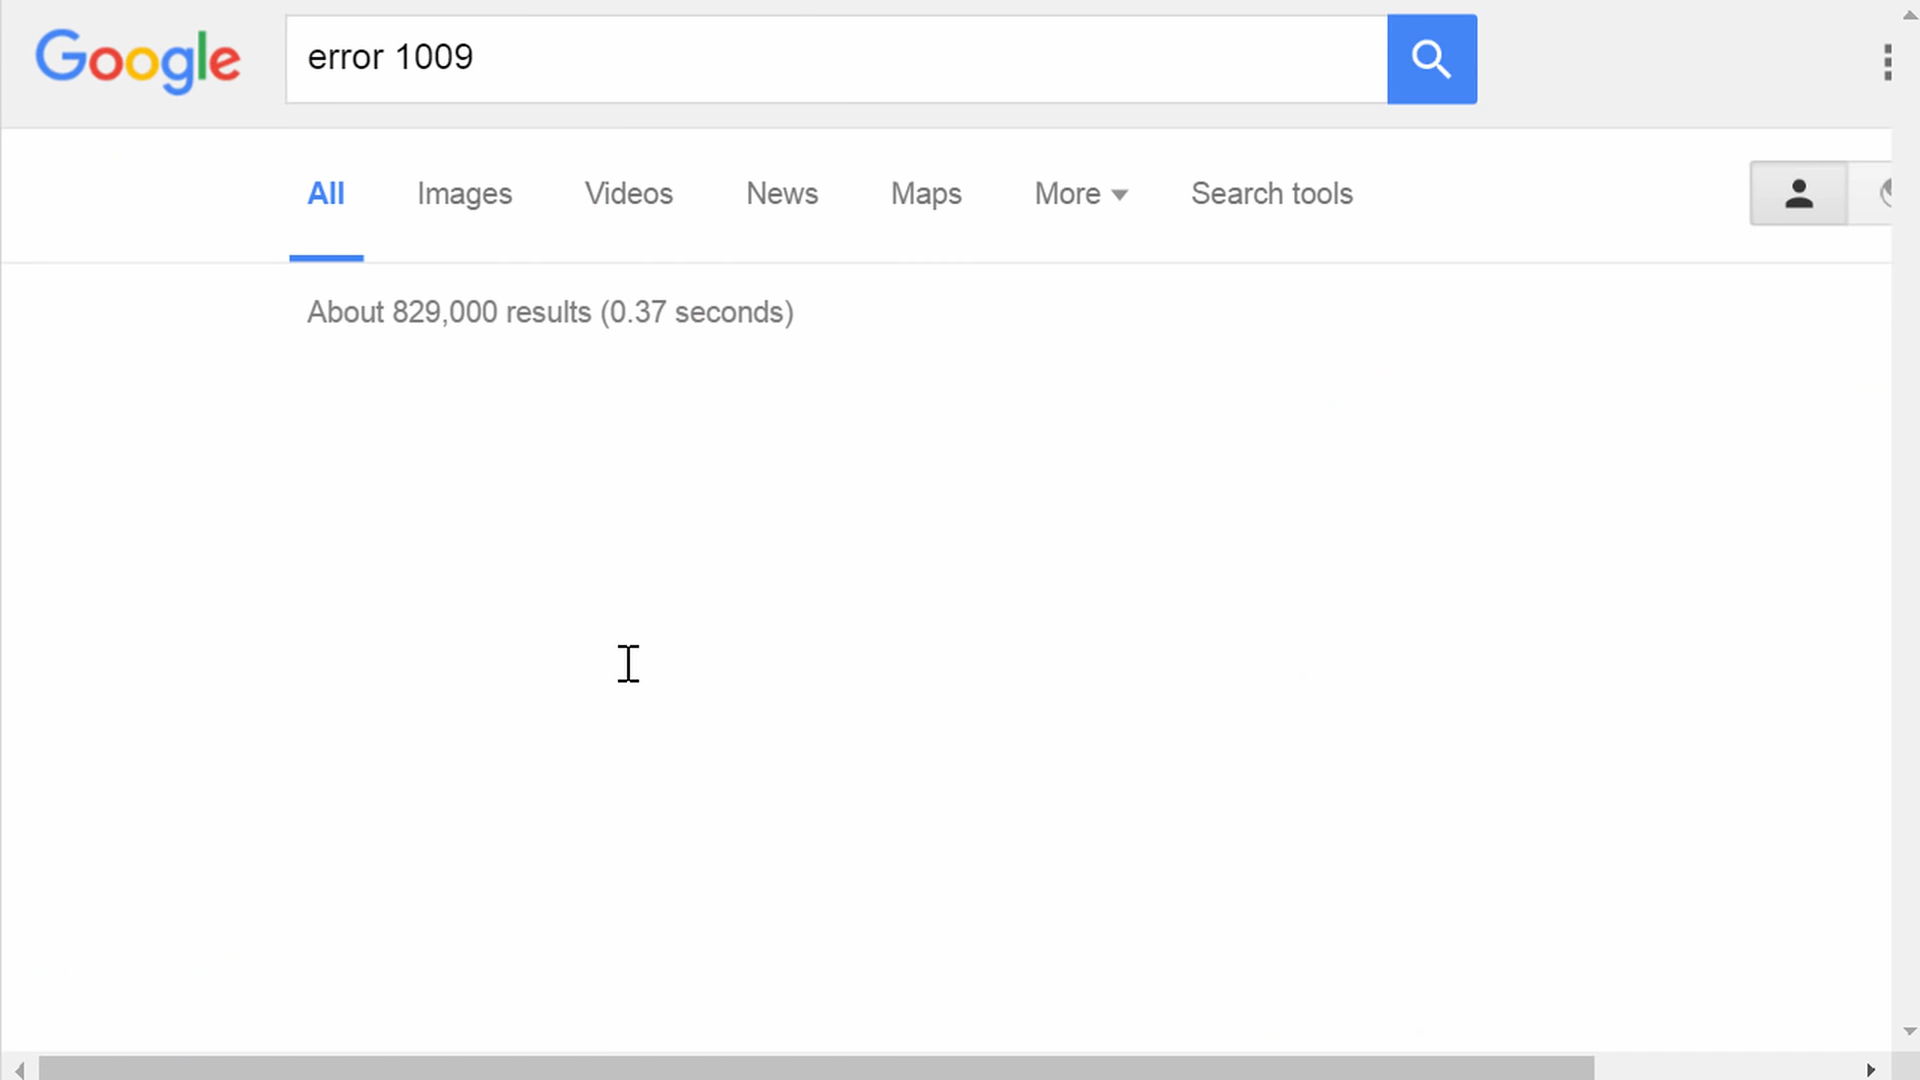 Google error 1009
All Images Videos News Maps More Search tools
About 829,000 results (0.37 seconds)